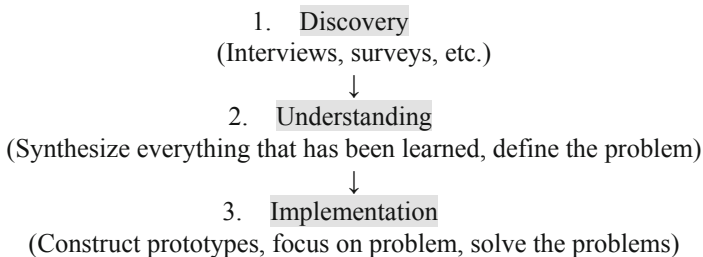 1. Discovery
(Interviews, surveys, etc.)
↓
2. Understanding
(Synthesize everything that has been learned, define the problem)
↓
3. Implementation
(Construct prototypes, focus on problem, solve the problems)